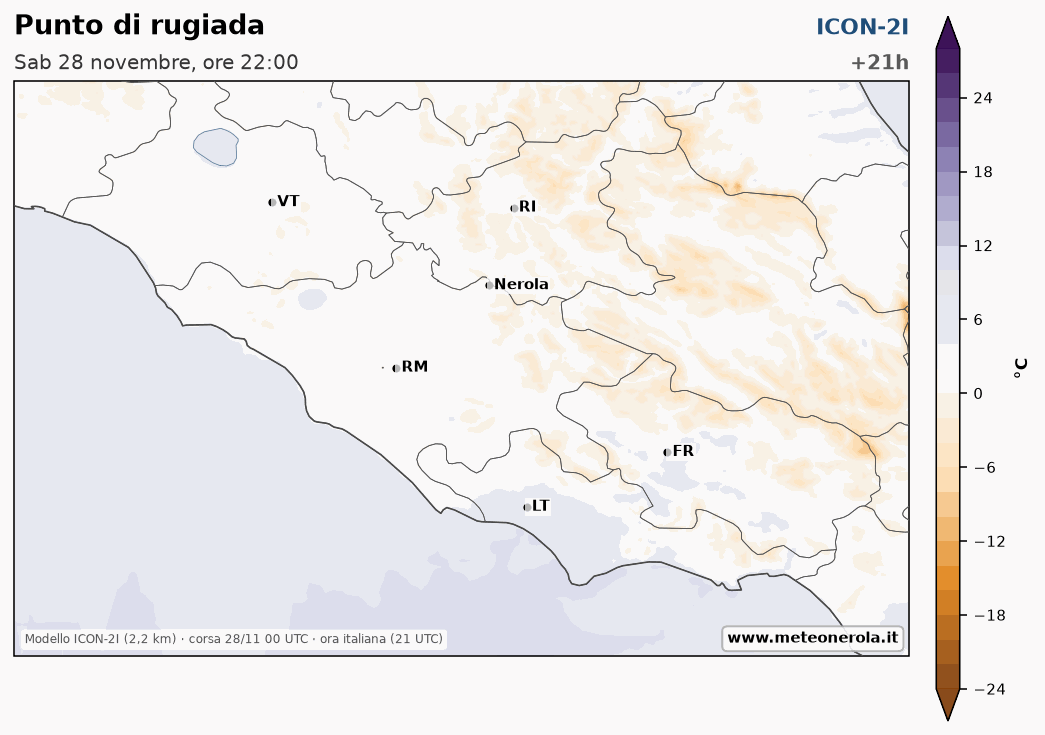 Punto di rugiada
ICON-2I
Sab 28 novembre, ore 22:00
+21h
VT
RI
Nerola
RM
FR
LT
24
18
12
6
0
−6
−12
−18
−24
°C
Modello ICON-2I (2,2 km) · corsa 28/11 00 UTC · ora italiana (21 UTC)
www.meteonerola.it